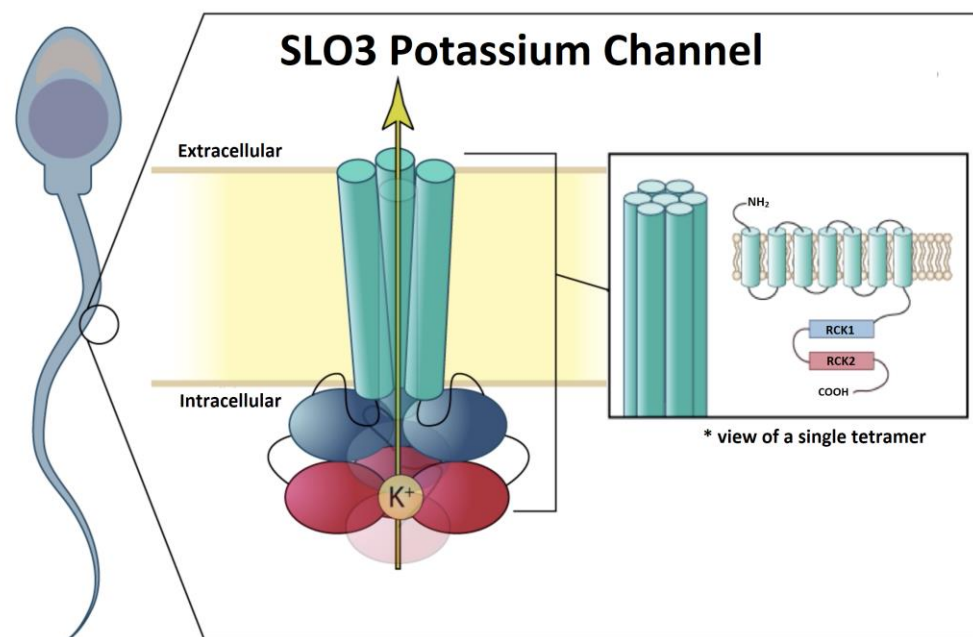 SLO3 Potassium Channel
Extracellular
Intracellular
K⁺
NH₂
RCK1
RCK2
COOH
* view of a single tetramer